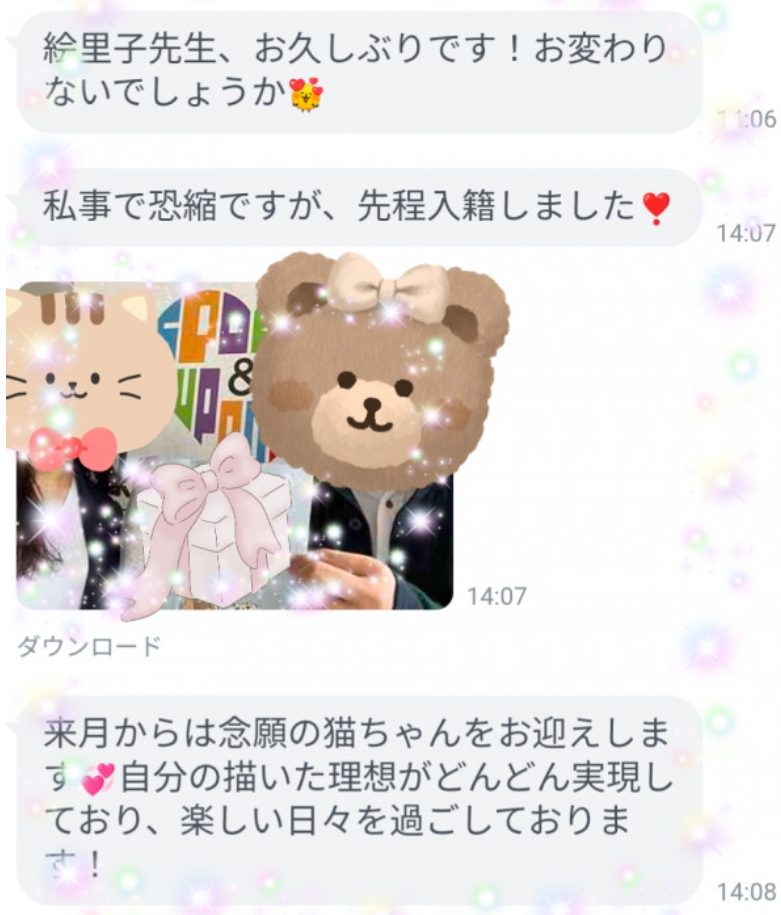 絵里子先生、お久しぶりです！お変わり
ないでしょうか🥰
14:06
私事で恐縮ですが、先程入籍しました❣️
14:07
&
14:07
ダウンロード
来月からは念願の猫ちゃんをお迎えしま
す💞自分の描いた理想がどんどん実現し
ており、楽しい日々を過ごしておりま
す！
14:08